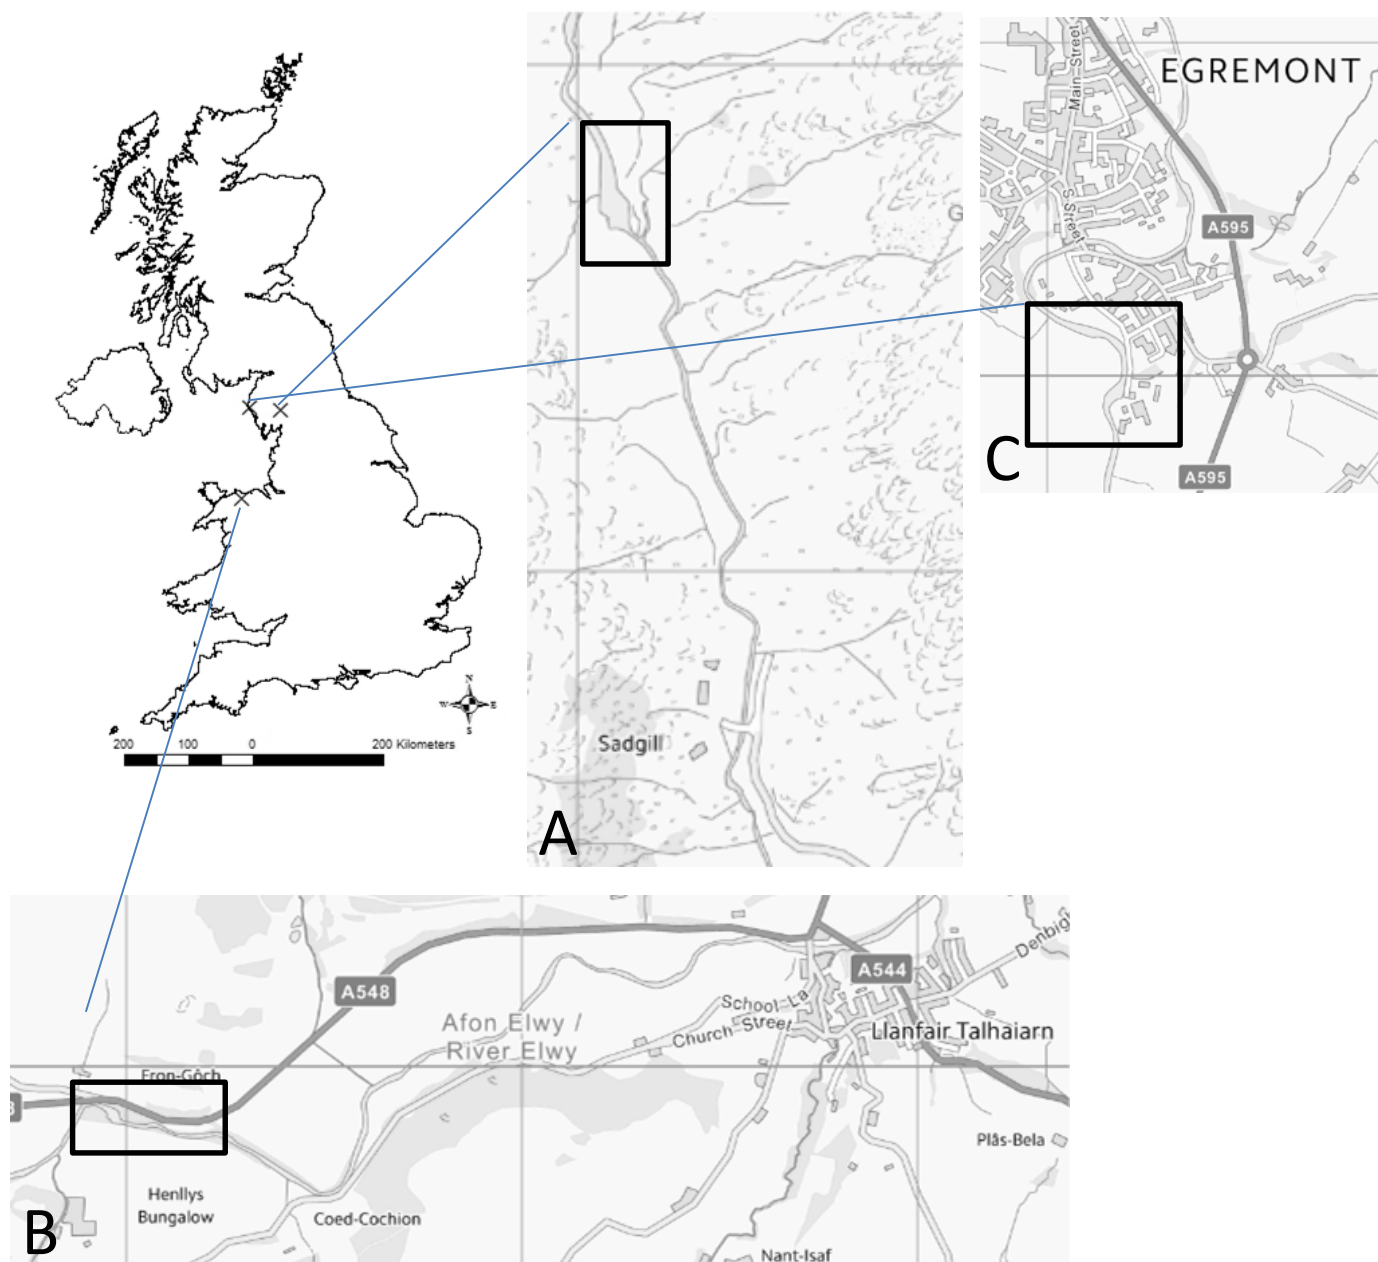 N
W
E
S
200
100
0
200 Kilometers
Sadgill
G
A
EGREMONT
Main Street
S Street
A595
A595
C
A548
A544
Denbig
School La
Church Street
Afon Elwy /
River Elwy
Llanfair Talhaiarn
Fron-Gôch
Plâs-Bela
Henllys
Bungalow
Coed-Cochion
Nant-Isaf
B